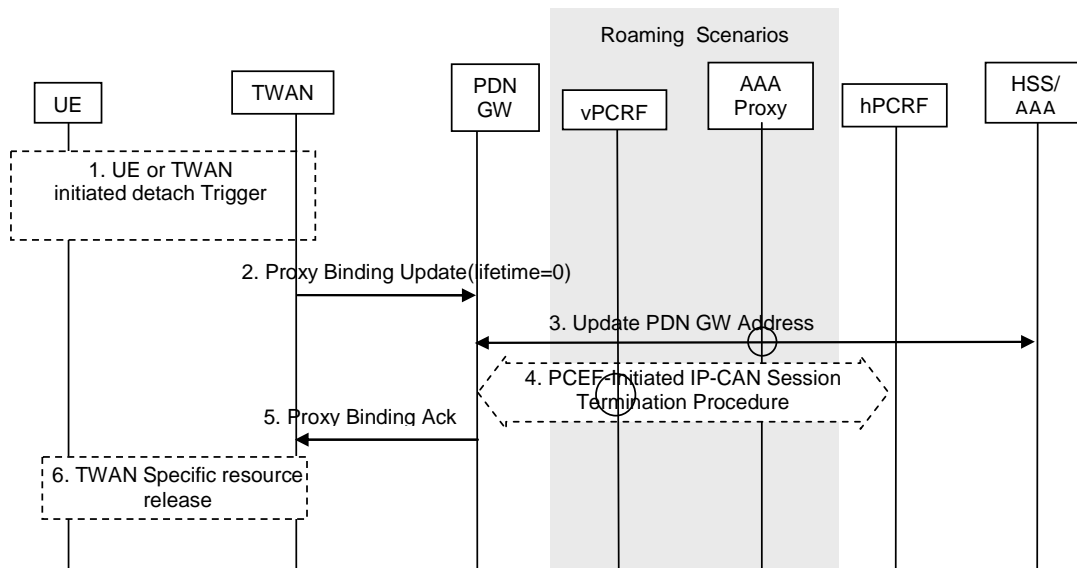 Roaming Scenarios
UE
TWAN
PDN
GW
vPCRF
AAA
Proxy
hPCRF
HSS/
AAA
1. UE or TWAN
initiated detach Trigger
2. Proxy Binding Update(lifetime=0)
3. Update PDN GW Address
4. PCEF-Initiated IP-CAN Session
Termination Procedure
5. Proxy Binding Ack
6. TWAN Specific resource
release